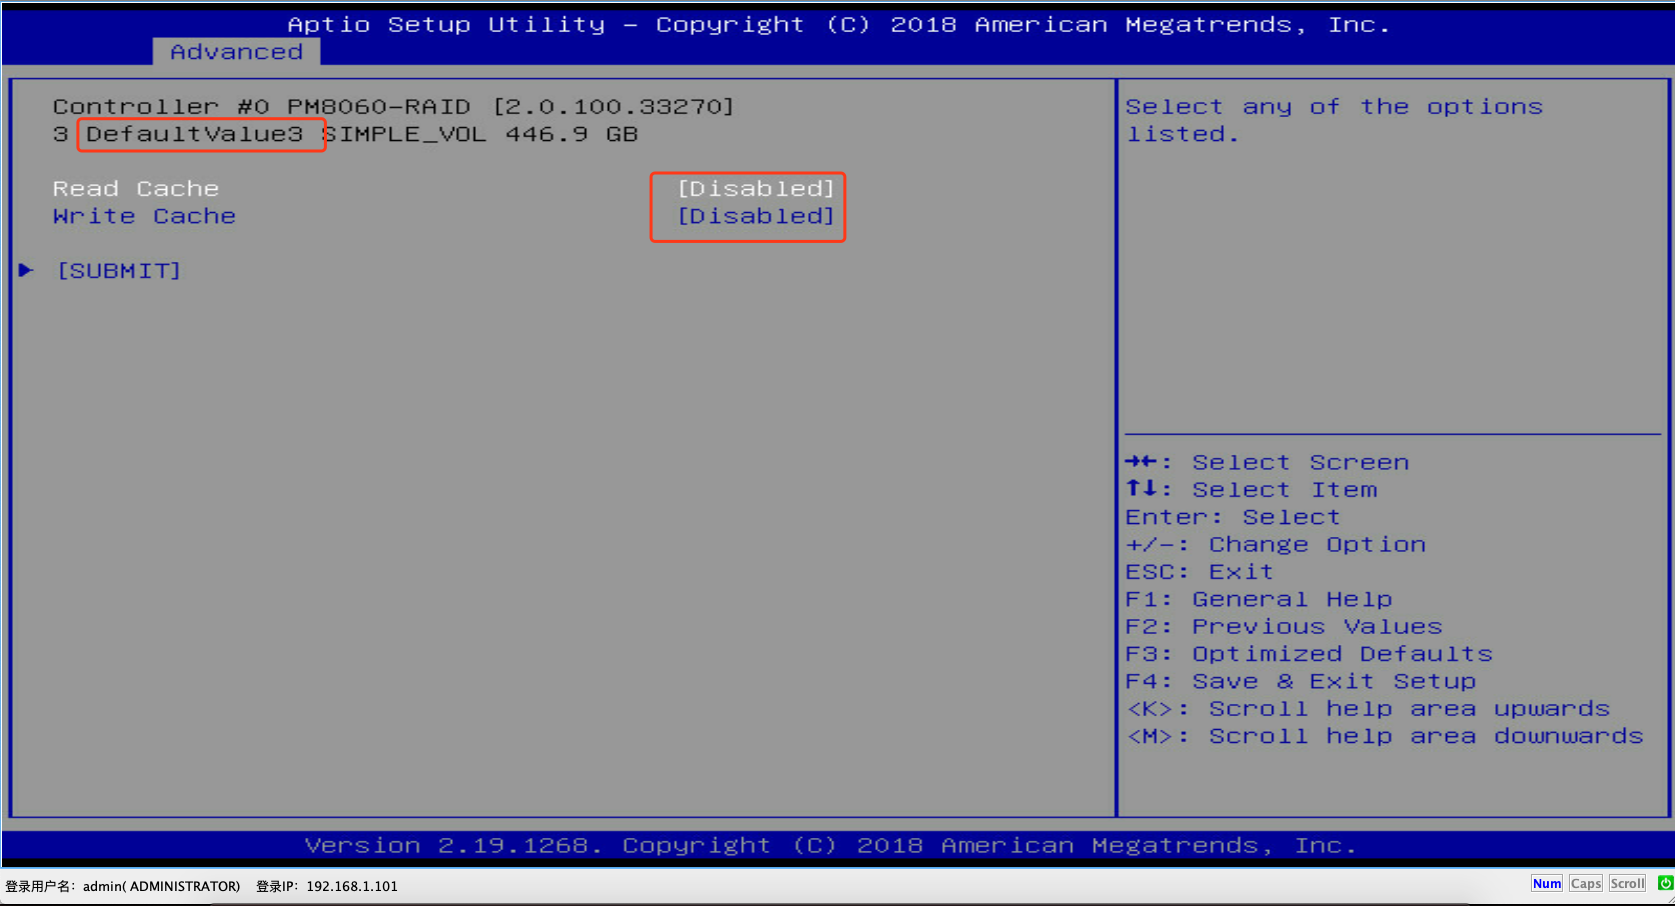 Aptio Setup Utility – Copyright (C) 2018 American Megatrends, Inc.
Advanced
Controller #0 PM8060-RAID [2.0.100.33270]
3 DefaultValue3 SIMPLE_VOL 446.9 GB
Read Cache [Disabled]
Write Cache [Disabled]
[SUBMIT]
Select any of the options
listed.
→←: Select Screen
↑↓: Select Item
Enter: Select
+/-: Change Option
ESC: Exit
F1: General Help
F2: Previous Values
F3: Optimized Defaults
F4: Save & Exit Setup
<K>: Scroll help area upwards
<M>: Scroll help area downwards
Version 2.19.1268. Copyright (C) 2018 American Megatrends, Inc.
登录用户名: admin( ADMINISTRATOR) 登录IP: 192.168.1.101
Num Caps Scroll